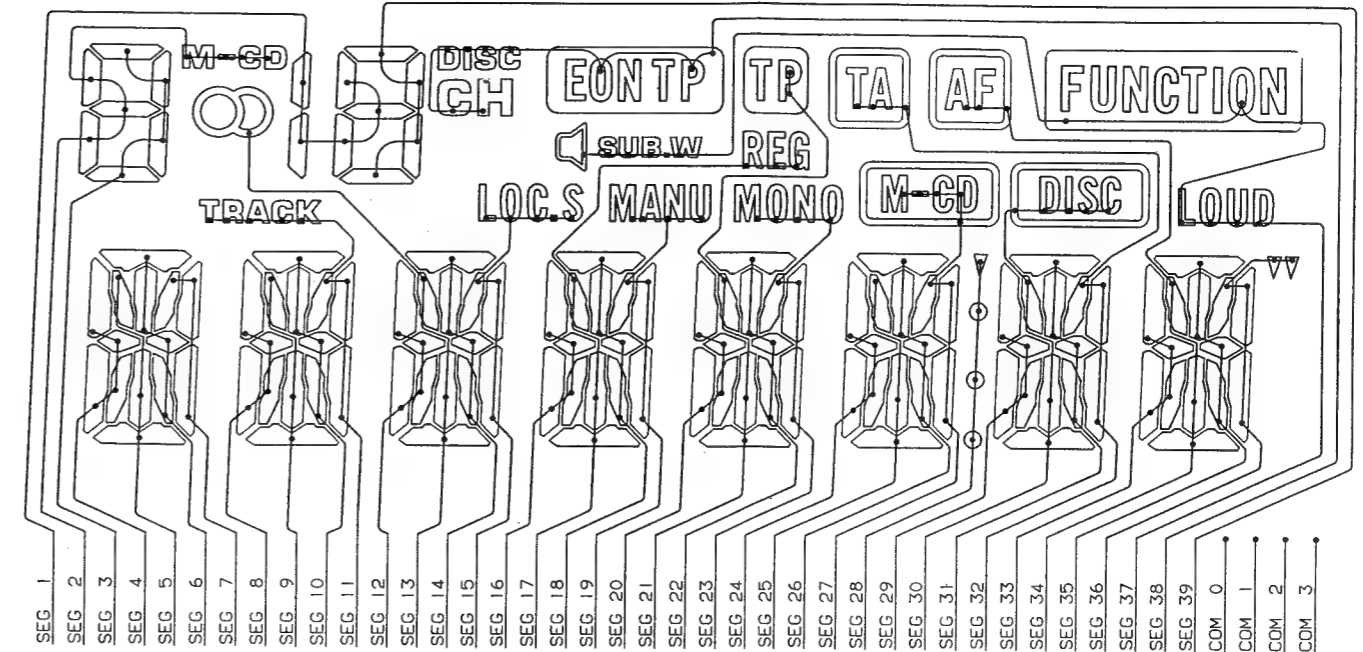 M-CD DISC EON TP TP TA AF FUNCTION
CH
SUB.W REG
TRACK LOC.S MANU MONO M-CD DISC LOUD
SEG 1
SEG 2
SEG 3
SEG 4
SEG 5
SEG 6
SEG 7
SEG 8
SEG 9
SEG 10
SEG 11
SEG 12
SEG 13
SEG 14
SEG 15
SEG 16
SEG 17
SEG 18
SEG 19
SEG 20
SEG 21
SEG 22
SEG 23
SEG 24
SEG 25
SEG 26
SEG 27
SEG 28
SEG 29
SEG 30
SEG 31
SEG 32
SEG 33
SEG 34
SEG 35
SEG 36
SEG 37
SEG 38
SEG 39
COM 0
COM 1
COM 2
COM 3